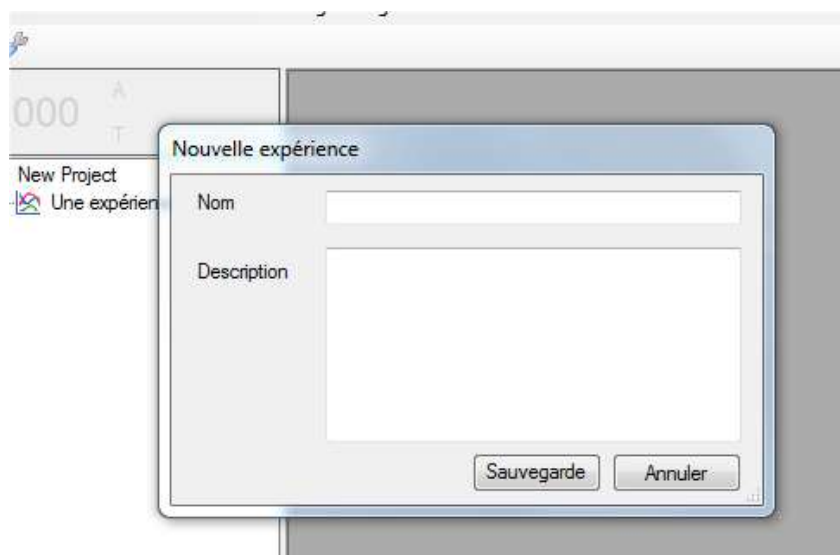 000
A
T
New Project
Une expérien
Nouvelle expérience
Nom
Description
Sauvegarde
Annuler